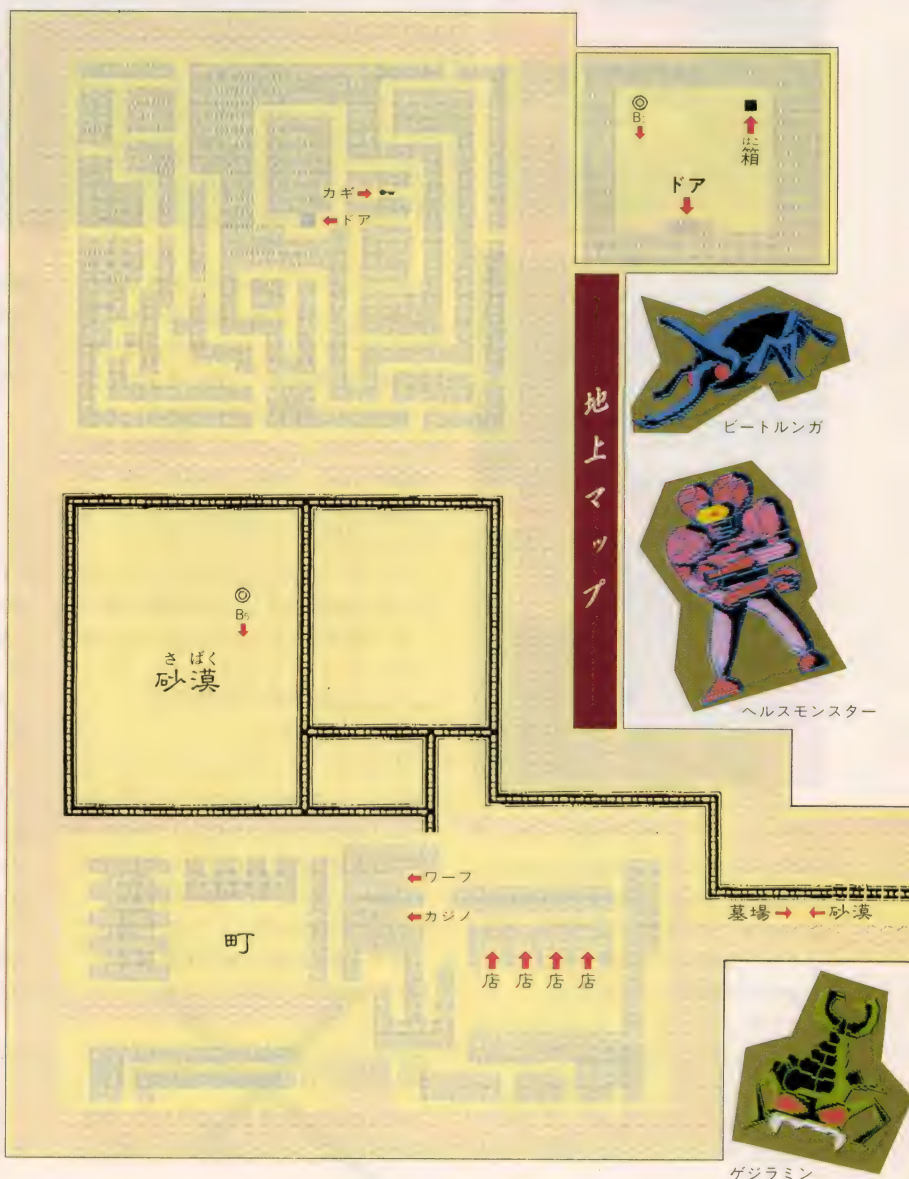 カギ
ドア
B1
はこ
箱
ドア
地上マップ
ビートルンガ
ヘルスモンスター
B5
さばく
砂漠
ワーフ
カジノ
町
店 店 店 店
墓場 砂漠
ゲジラミン